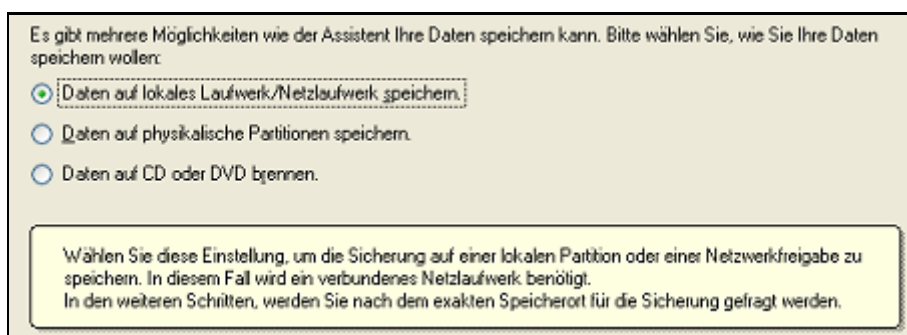 Es gibt mehrere Möglichkeiten wie der Assistent Ihre Daten speichern kann. Bitte wählen Sie, wie Sie Ihre Daten
speichern wollen:
Daten auf lokales Laufwerk/Netzlaufwerk speichern.
Daten auf physikalische Partitionen speichern.
Daten auf CD oder DVD brennen.
Wählen Sie diese Einstellung, um die Sicherung auf einer lokalen Partition oder einer Netzwerkfreigabe zu
speichern. In diesem Fall wird ein verbundenes Netzlaufwerk benötigt.
In den weiteren Schritten, werden Sie nach dem exakten Speicherort für die Sicherung gefragt werden.